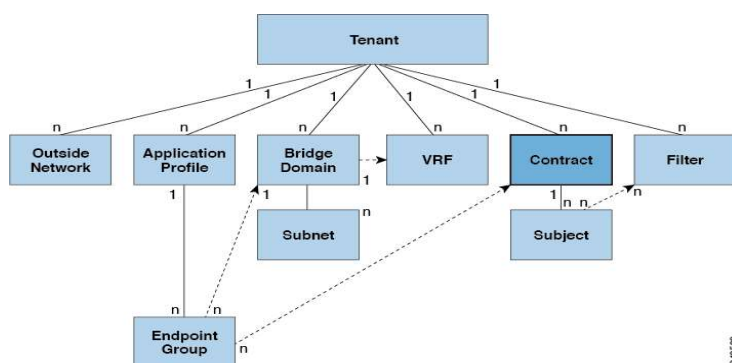 Tenant
1
1
1
1
1
1
n
n
n
n
n
n
Outside
Network
Application
Profile
Bridge
Domain
VRF
Contract
Filter
1
1
1
1
n
n
n
n
Subnet
Subject
n
n
n
Endpoint
Group